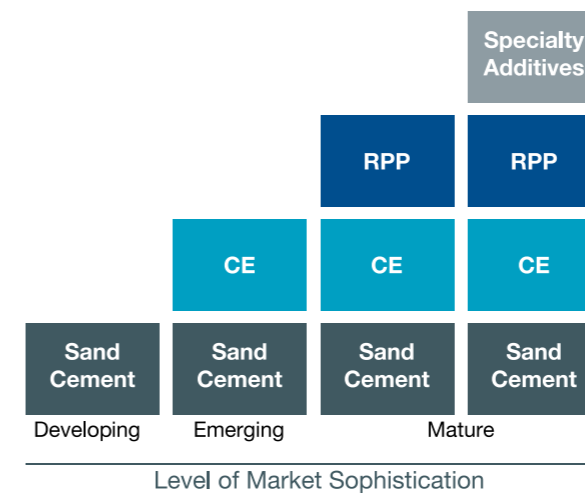 Specialty
Additives
RPP RPP
CE CE CE
Sand Sand Sand Sand
Cement Cement Cement Cement
Developing Emerging Mature
Level of Market Sophistication